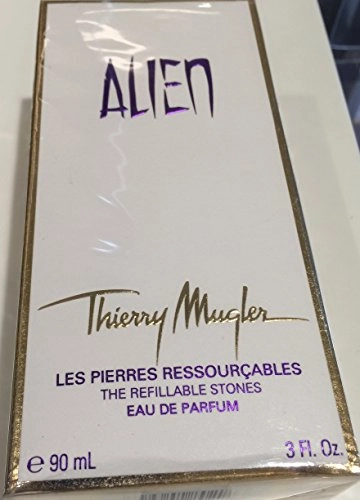 ALIEN
Thierry Mugler
LES PIERRES RESSOURÇABLES
THE REFILLABLE STONES
EAU DE PARFUM
℮ 90 mL 3 Fl. Oz.